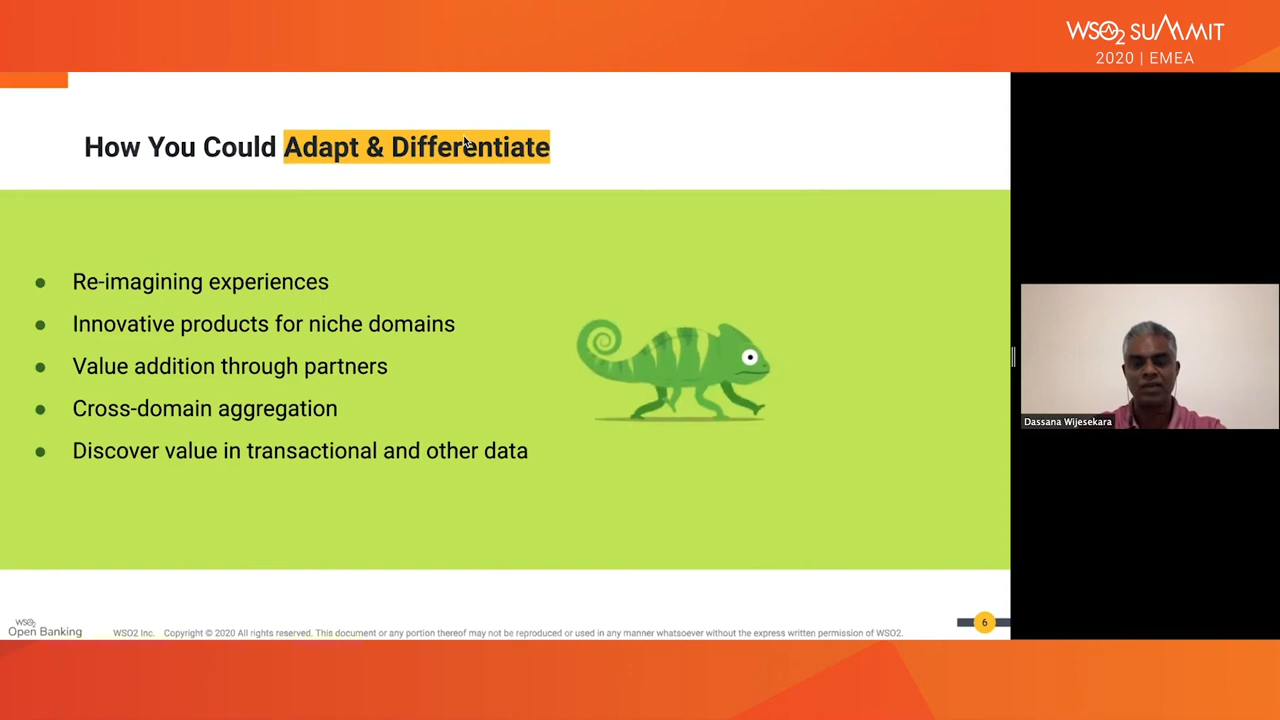 WSO2 SUMMIT
2020 | EMEA
How You Could Adapt & Differentiate
● Re-imagining experiences
● Innovative products for niche domains
● Value addition through partners
● Cross-domain aggregation
● Discover value in transactional and other data
Dassana Wijesekara
WSO2
Open Banking
WSO2 Inc. Copyright © 2020 All rights reserved. This document or any portion thereof may not be reproduced or used in any manner whatsoever without the express written permission of WSO2.
6